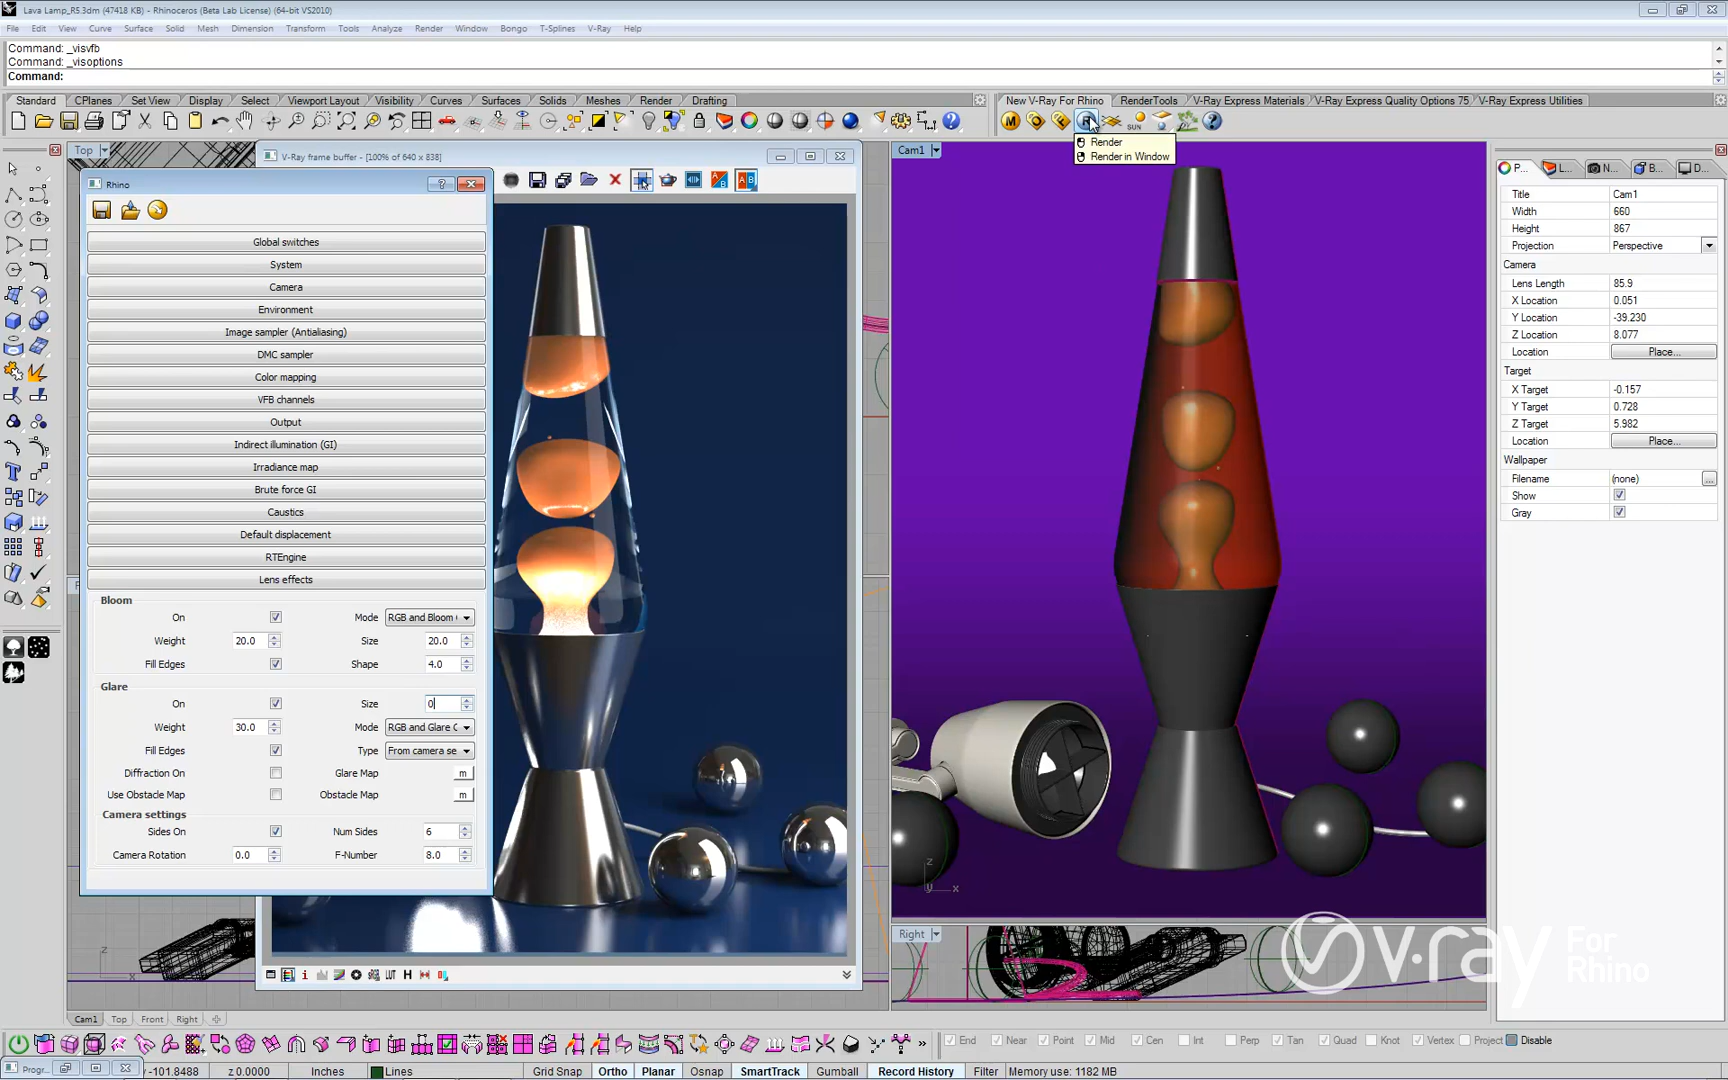 Lava Lamp_R5.3dm (47418 KB) - Rhinoceros (Beta Lab License) (64-bit VS2010)
File Edit View Curve Surface Solid Mesh Dimension Transform Tools Analyze Render Window Bongo T-Splines V-Ray Help
Command: _visvfb
Command: _visoptions
Command:
Standard CPlanes Set View Display Select Viewport Layout Visibility Curves Surfaces Solids Meshes Render Drafting
New V-Ray For Rhino RenderTools V-Ray Express Materials V-Ray Express Quality Options 75 V-Ray Express Utilities
SUN
Render
Render in Window
Top
V-Ray frame buffer - [100% of 640 x 838]
Cam1
Rhino
Global switches
System
Camera
Environment
Image sampler (Antialiasing)
DMC sampler
Color mapping
VFB channels
Output
Indirect illumination (GI)
Irradiance map
Brute force GI
Caustics
Default displacement
RTEngine
Lens effects
Bloom
On Mode RGB and Bloom
Weight 20.0 Size 20.0
Fill Edges Shape 4.0
Glare
On Size 0
Weight 30.0 Mode RGB and Glare C
Fill Edges Type From camera se
Diffraction On Glare Map m
Use Obstacle Map Obstacle Map m
Camera settings
Sides On Num Sides 6
Camera Rotation 0.0 F-Number 8.0
P... L... N... B... D...
Title Cam1
Width 660
Height 867
Projection Perspective
Camera
Lens Length 85.9
X Location 0.051
Y Location -39.230
Z Location 8.077
Location Place...
Target
X Target -0.157
Y Target 0.728
Z Target 5.982
Location Place...
Wallpaper
Filename (none) ...
Show
Gray
z
y x
Right
v·ray For Rhino
LUT H
z
x
Cam1 Top Front Right
End Near Point Mid Cen Int Perp Tan Quad Knot Vertex Project Disable
Progr...
y -101.8488 z 0.0000 Inches Lines Grid Snap Ortho Planar Osnap SmartTrack Gumball Record History Filter Memory use: 1182 MB